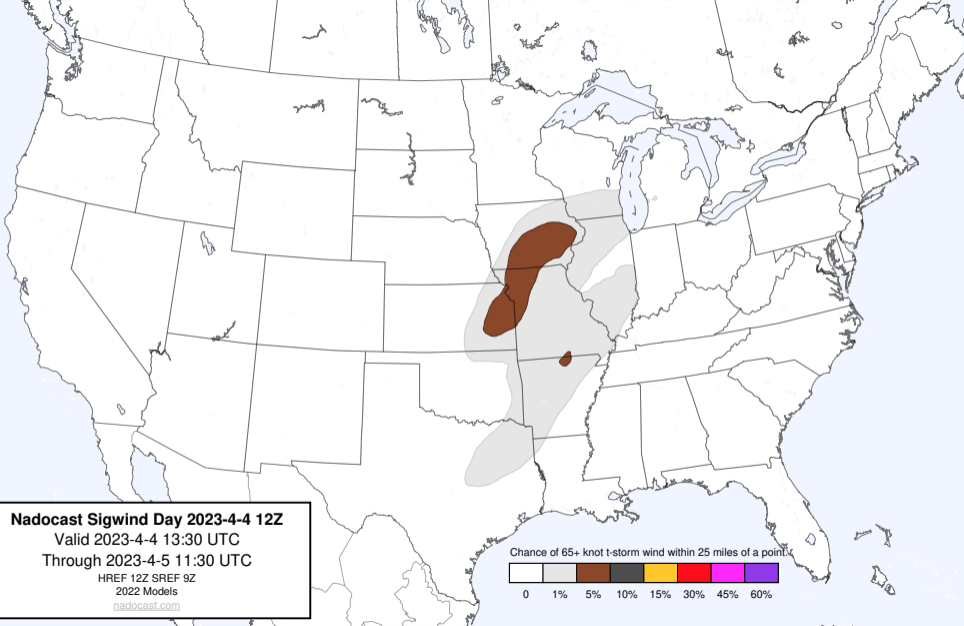 Nadocast Sigwind Day 2023-4-4 12Z
Valid 2023-4-4 13:30 UTC
Through 2023-4-5 11:30 UTC
HREF 12Z SREF 9Z
2022 Models
nadocast.com
Chance of 65+ knot t-storm wind within 25 miles of a point.
0 1% 5% 10% 15% 30% 45% 60%